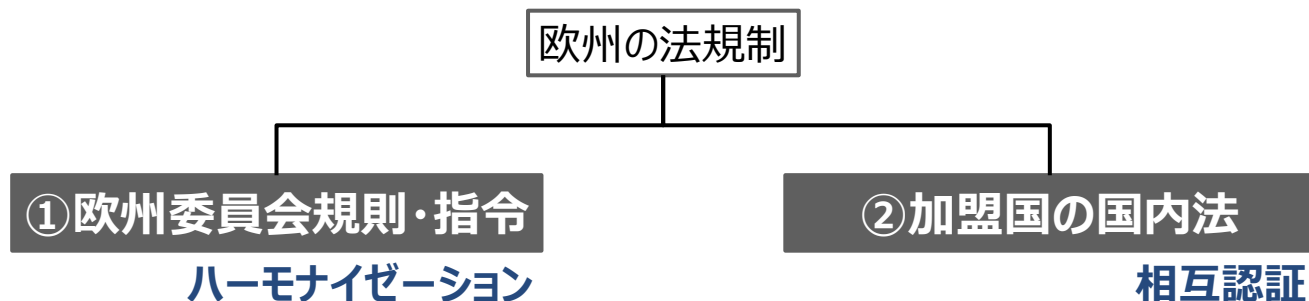 欧州の法規制
①欧州委員会規則・指令
②加盟国の国内法
ハーモナイゼーション
相互認証